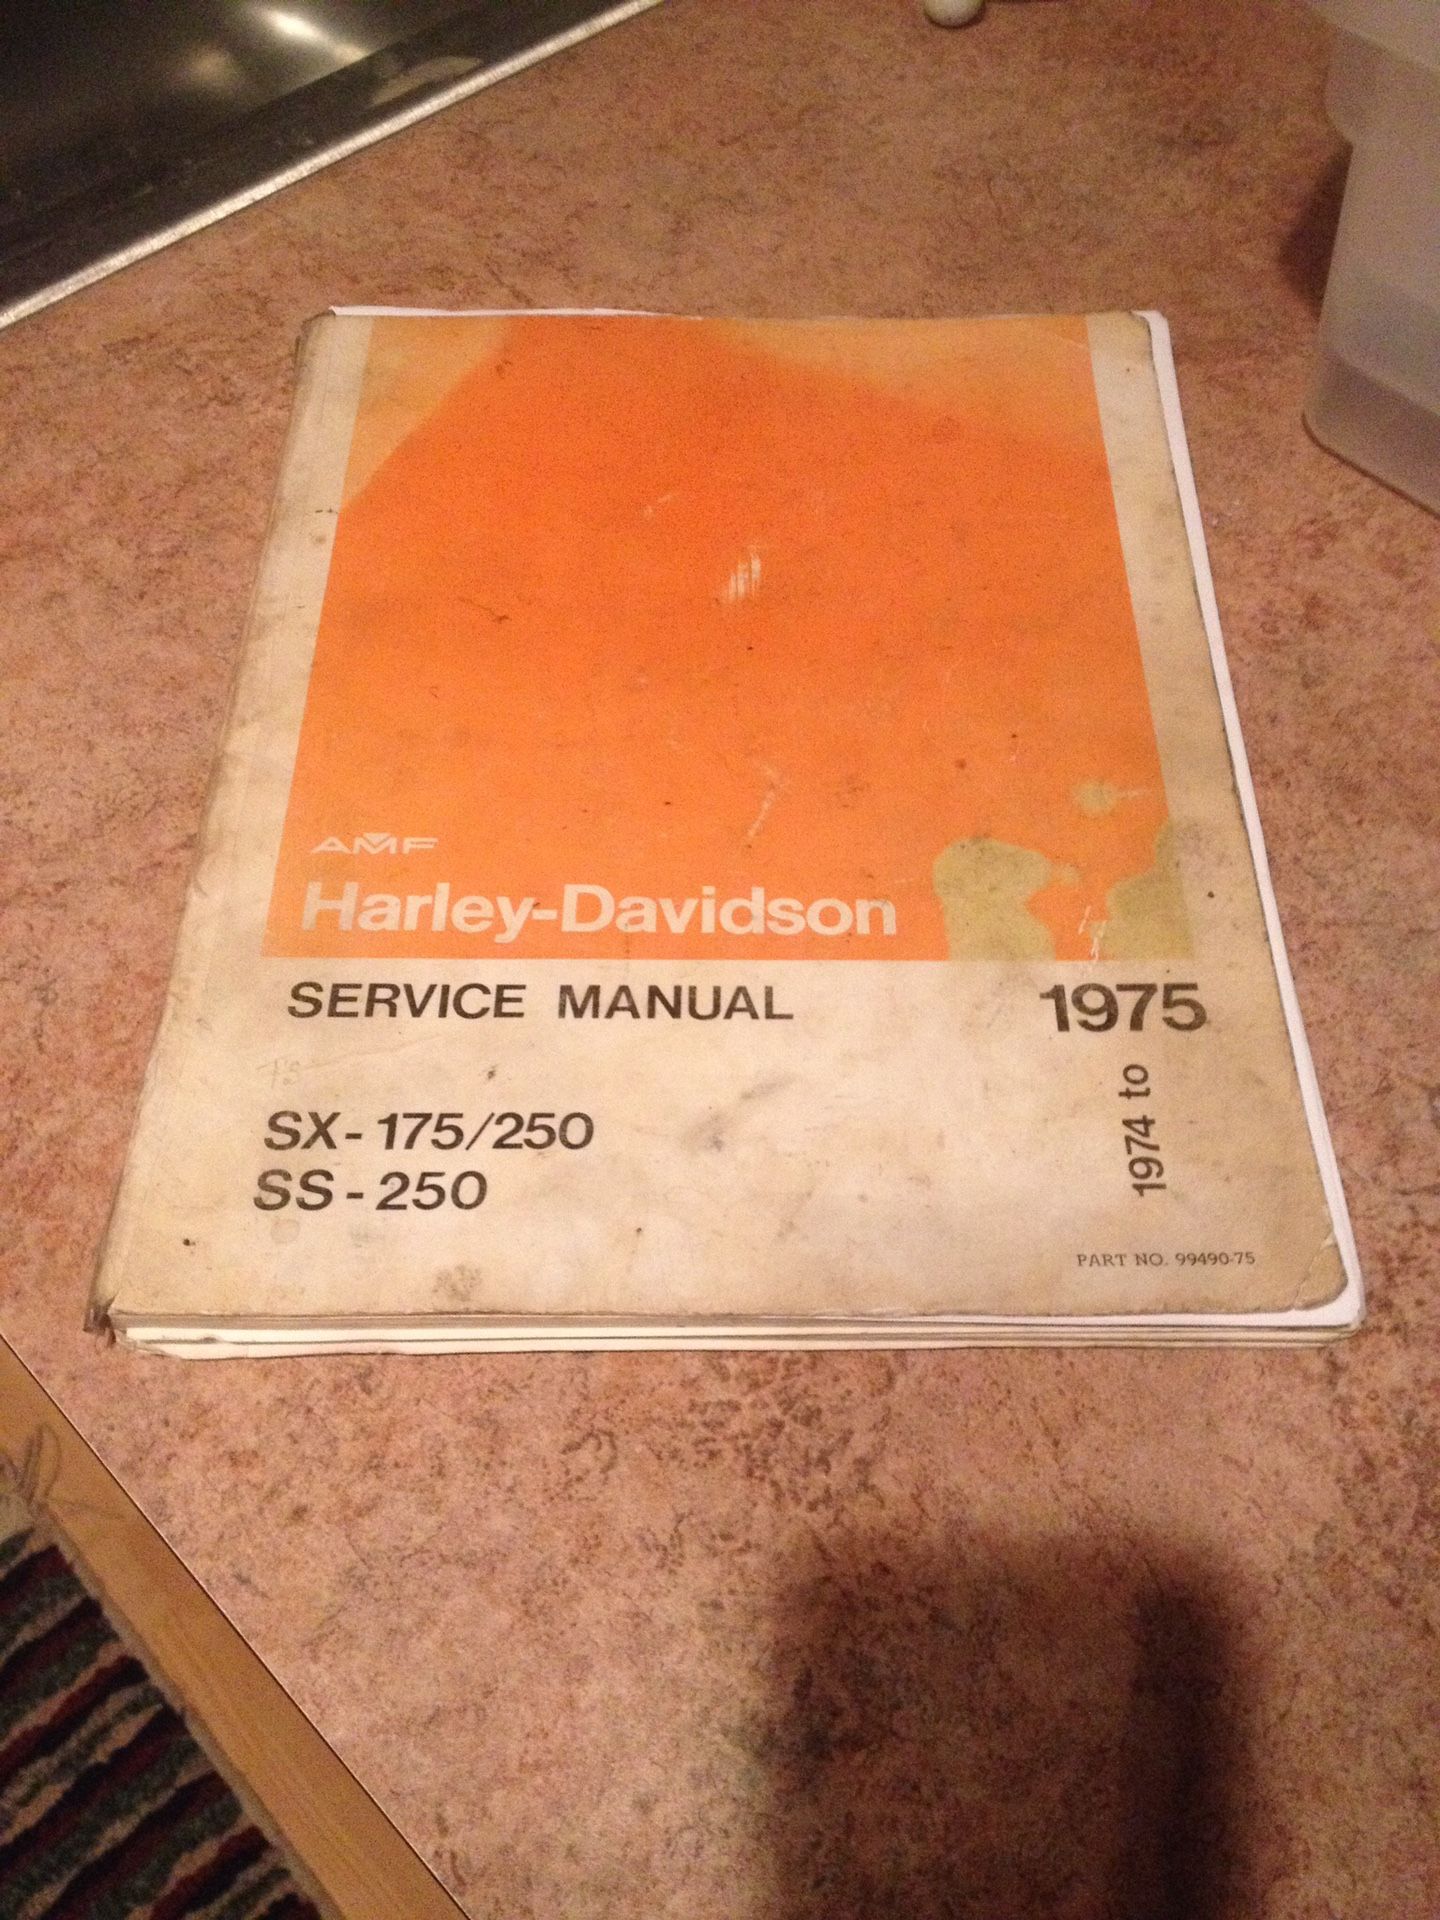 AMF
Harley-Davidson
SERVICE MANUAL 1975
1974 to
SX-175/250
SS-250
PART NO. 99490-75